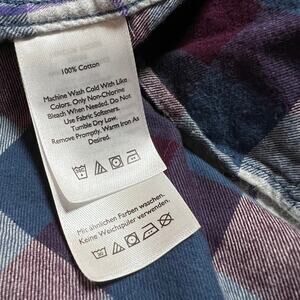 100% Cotton
Machine Wash Cold With Like
Colors. Only Non-Chlorine
Bleach When Needed. Do Not
Use Fabric Softeners.
Tumble Dry Low.
Remove Promptly. Warm Iron As
Desired.
Mit ähnlichen Farben waschen.
Keine Weichspüler verwenden.